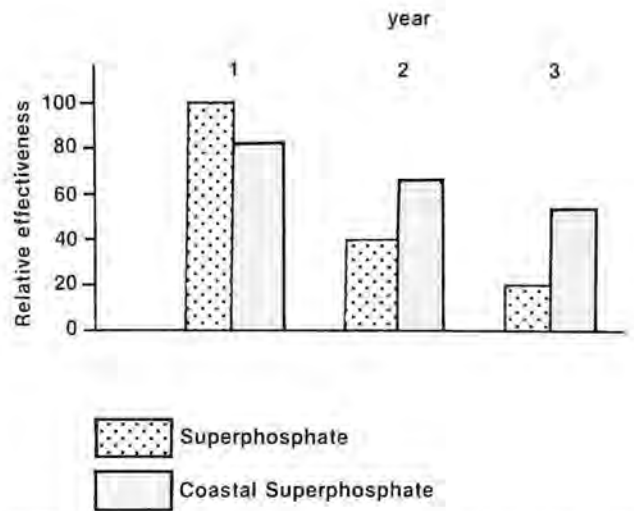 year
1 2 3
Relative effectiveness
100
80
60
40
20
0
Superphosphate
Coastal Superphosphate